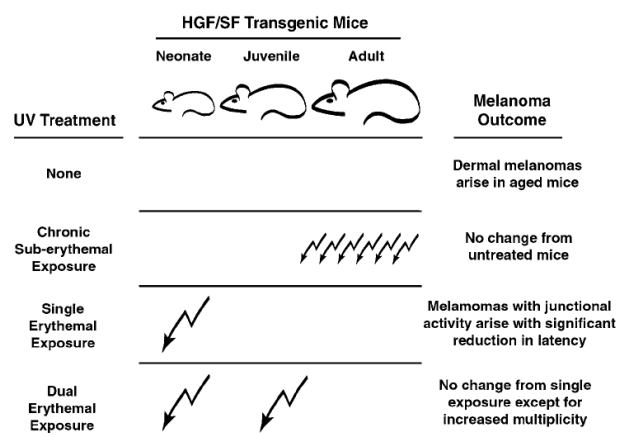 HGF/SF Transgenic Mice
Neonate Juvenile Adult
UV Treatment
Melanoma
Outcome
None
Dermal melanomas
arise in aged mice
Chronic
Sub-erythemal
Exposure
No change from
untreated mice
Single
Erythemal
Exposure
Melamomas with junctional
activity arise with significant
reduction in latency
Dual
Erythemal
Exposure
No change from single
exposure except for
increased multiplicity